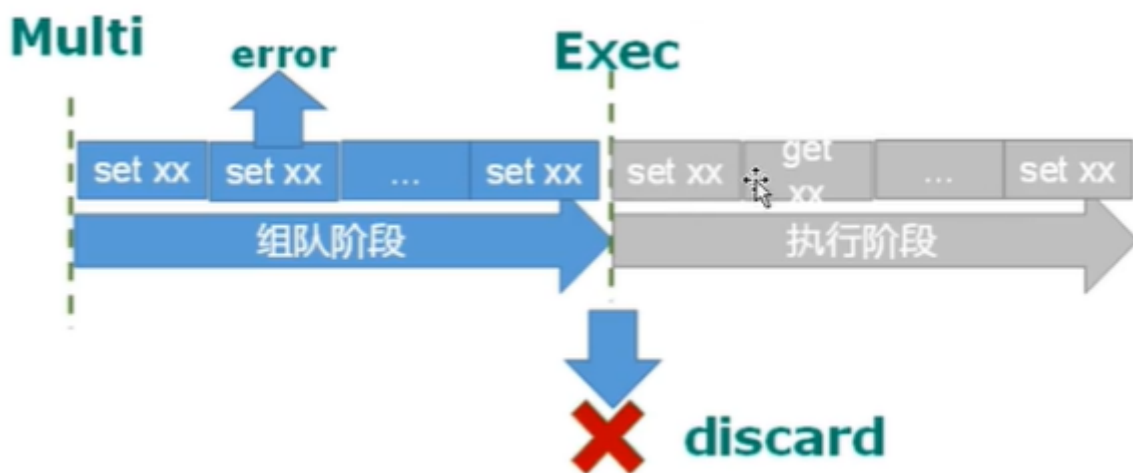 Multi
error
Exec
set xx
set xx
...
set xx
set xx
get
xx
...
set xx
组队阶段
执行阶段
discard